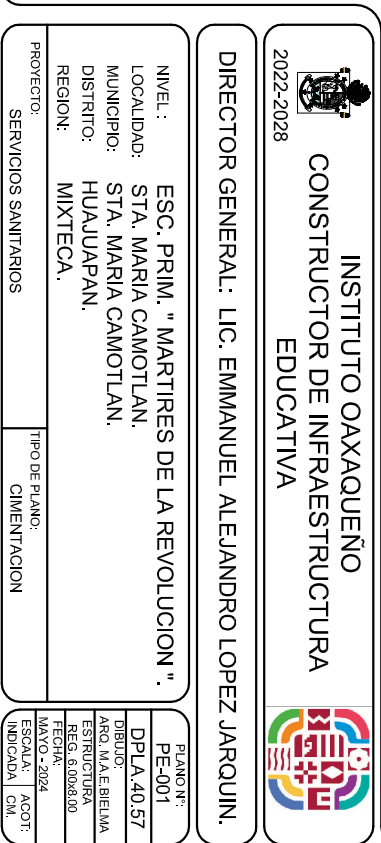 INSTITUTO OAXAQUEÑO
CONSTRUCTOR DE INFRAESTRUCTURA
EDUCATIVA
2022-2028
DIRECTOR GENERAL: LIC. EMMANUEL ALEJANDRO LOPEZ JARQUIN.
NIVEL : ESC. PRIM. " MARTIRES DE LA REVOLUCION ".
LOCALIDAD: STA. MARIA CAMOTLAN.
MUNICIPIO: STA. MARIA CAMOTLAN.
DISTRITO: HUAJUAPAN.
REGION: MIXTECA.
PROYECTO:
SERVICIOS SANITARIOS
TIPO DE PLANO:
CIMENTACION
PLANO Nº:
PE-001
DPLA.40.57
DIBUJO:
ARQ. M.A.E.BIELMA
ESTRUCTURA
REG. 6.00x8.00
FECHA:
MAYO - 2024
ESCALA: ACOT:
INDICADA CM.